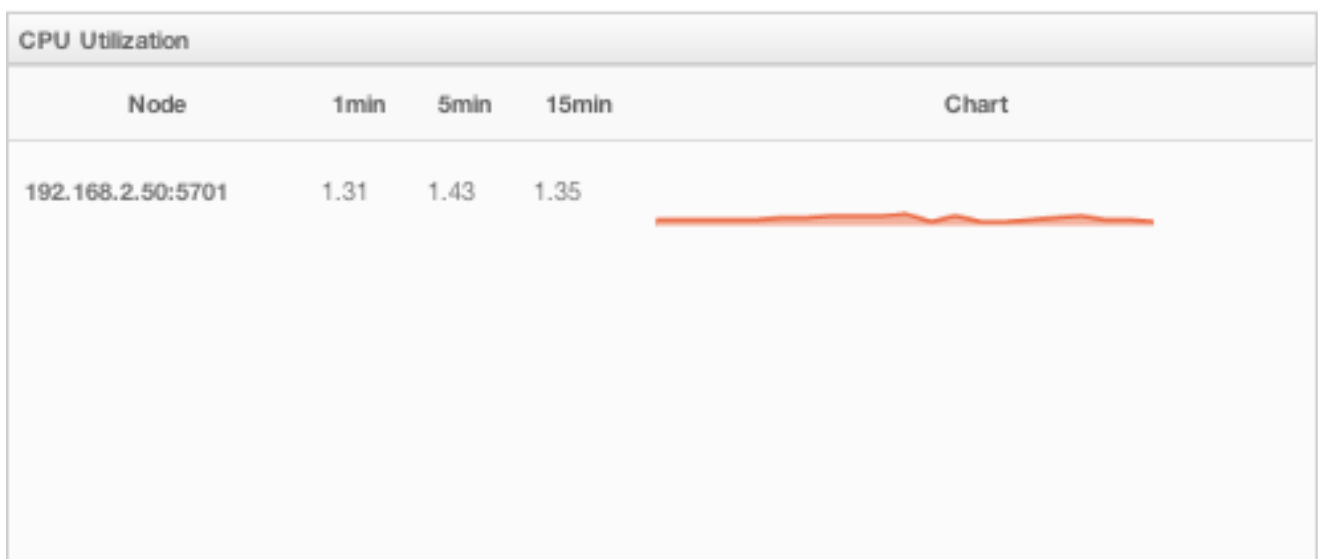 CPU Utilization
Node 1min 5min 15min Chart
192.168.2.50:5701 1.31 1.43 1.35